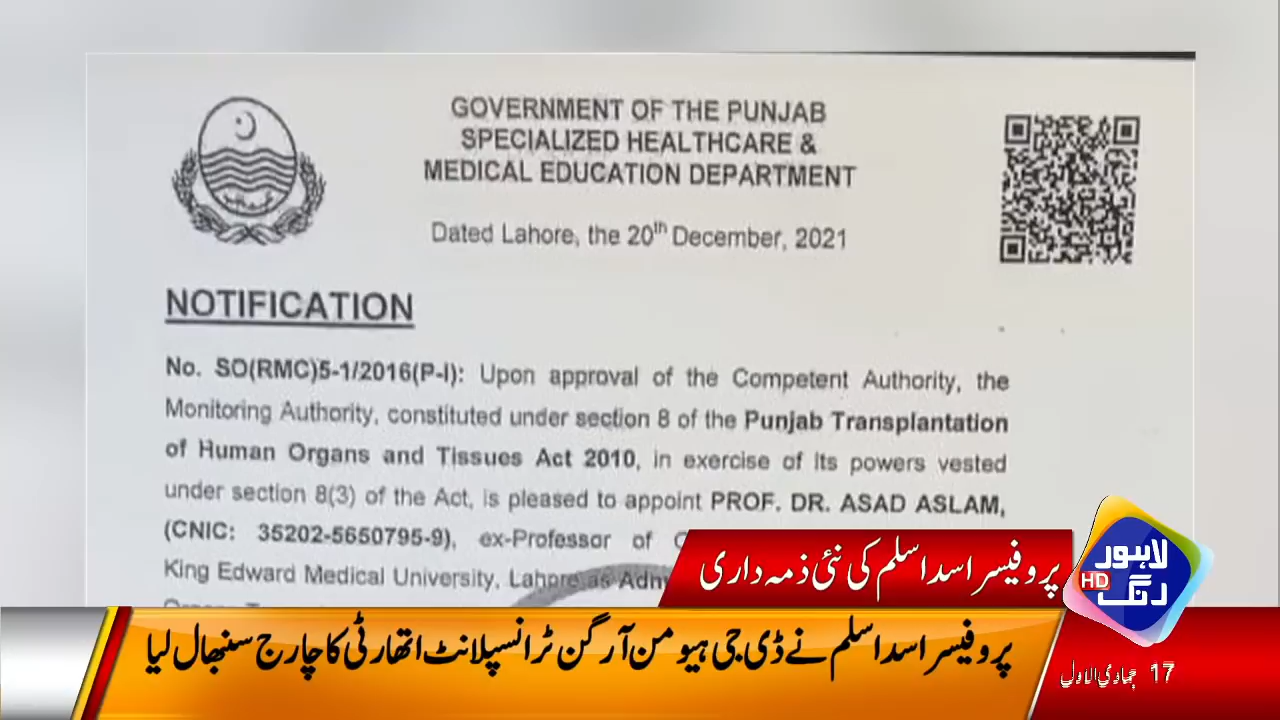 GOVERNMENT OF THE PUNJAB
SPECIALIZED HEALTHCARE &
MEDICAL EDUCATION DEPARTMENT
Dated Lahore, the 20th December, 2021
NOTIFICATION
No. SO(RMC)5-1/2016(P-I): Upon approval of the Competent Authority, the
Monitoring Authority, constituted under section 8 of the Punjab Transplantation
of Human Organs and Tissues Act 2010, in exercise of its powers vested
under section 8(3) of the Act, is pleased to appoint PROF. DR. ASAD ASLAM,
(CNIC: 35202-5650795-9), ex-Professor of
King Edward Medical University, Lahore as
پروفیسر اسد اسلم کی نئی ذمہ داری
لاہور
HD رنگ
پروفیسر اسد اسلم نے ڈی جی ہیومن آرگن ٹرانسپلانٹ اتھارٹی کا چارج سنبھال لیا
17 جمادی الاول